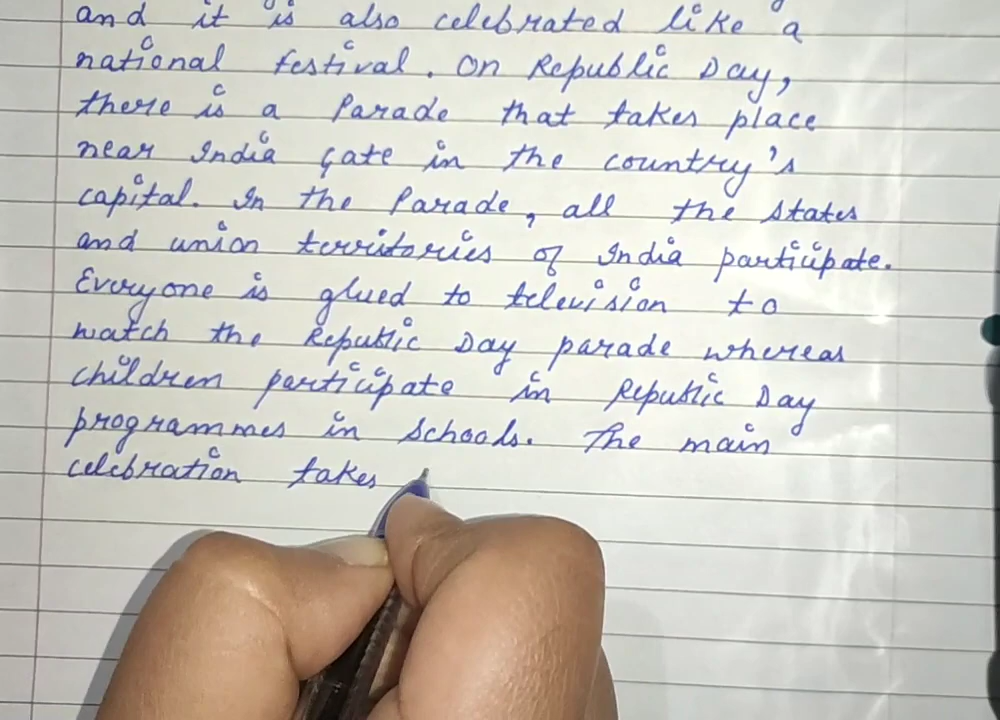 and it is also celebrated like a
national festival. On Republic Day,
there is a Parade that takes place
near India gate in the country's
capital. In the Parade, all the states
and union territories of India participate.
Everyone is glued to television to
watch the Republic Day parade whereas
children participate in Republic Day
programmes in schools. The main
celebration takes